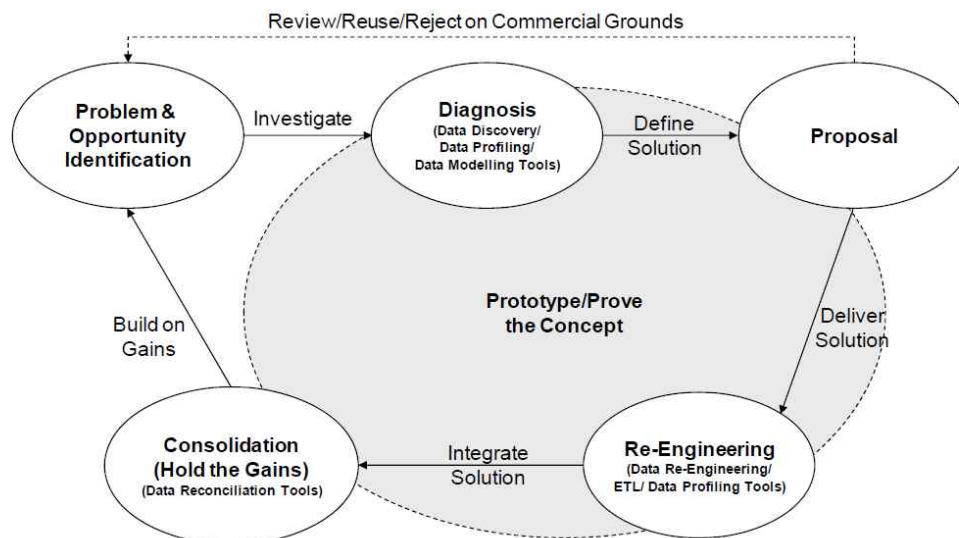 Review/Reuse/Reject on Commercial Grounds
Problem &
Opportunity
Identification
Investigate
Diagnosis
(Data Discovery/
Data Profiling/
Data Modelling Tools)
Define
Solution
Proposal
Prototype/Prove
the Concept
Build on
Gains
Deliver
Solution
Consolidation
(Hold the Gains)
(Data Reconciliation Tools)
Integrate
Solution
Re-Engineering
(Data Re-Engineering/
ETL/ Data Profiling Tools)